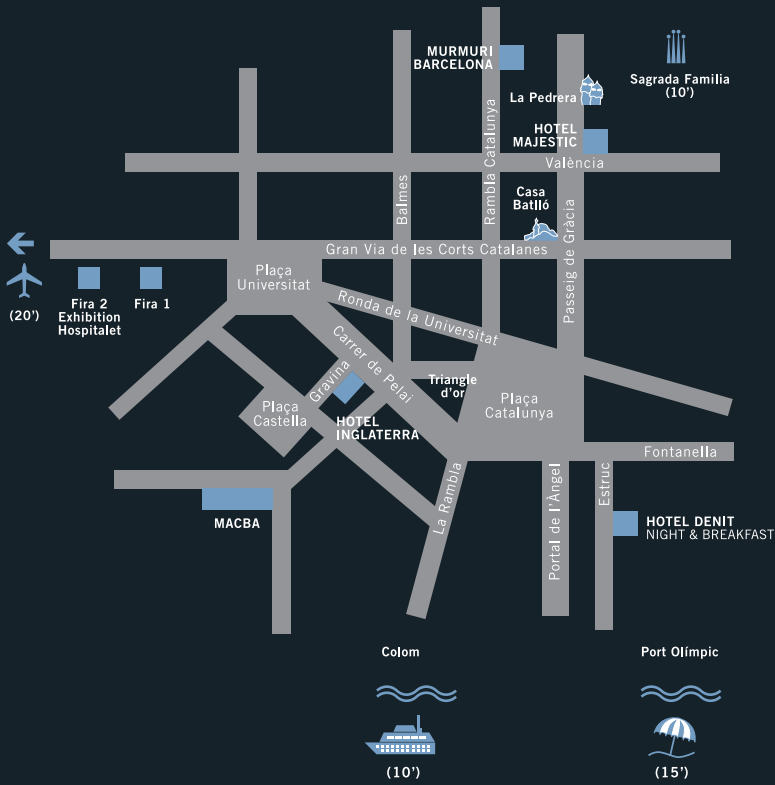 MURMURI
BARCELONA
Rambla Catalunya
La Pedrera
Sagrada Familia
(10’)
HOTEL
MAJESTIC
València
Balmes
Casa
Batlló
Passeig de Gràcia
Gran Via de les Corts Catalanes
Plaça
Universitat
(20’)
Fira 2
Exhibition
Hospitalet
Fira 1
Ronda de la Universitat
Carrer de Pelai
Gravina
Triangle
d’or
Plaça
Catalunya
Plaça
Castella
HOTEL
INGLATERRA
Fontanella
La Rambla
Portal de l’Àngel
Estruc
MACBA
HOTEL DENIT
NIGHT & BREAKFAST
Colom
(10’)
Port Olímpic
(15’)